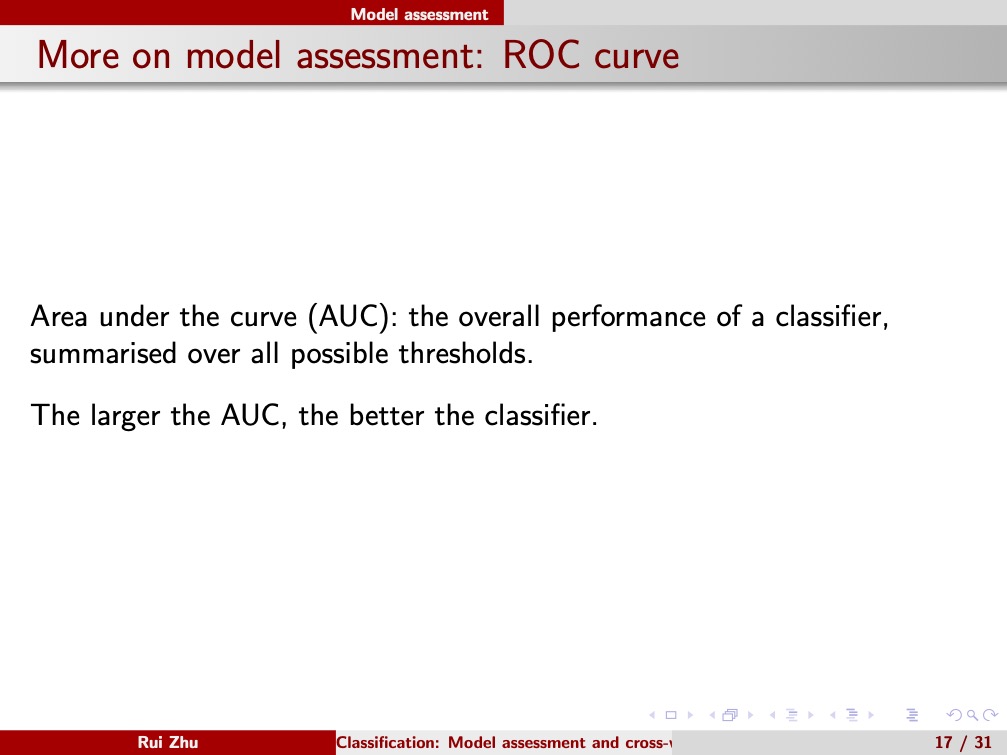 Model assessment
More on model assessment: ROC curve
Area under the curve (AUC): the overall performance of a classifier,
summarised over all possible thresholds.
The larger the AUC, the better the classifier.
Rui Zhu
Classification: Model assessment and cross-
17 / 31